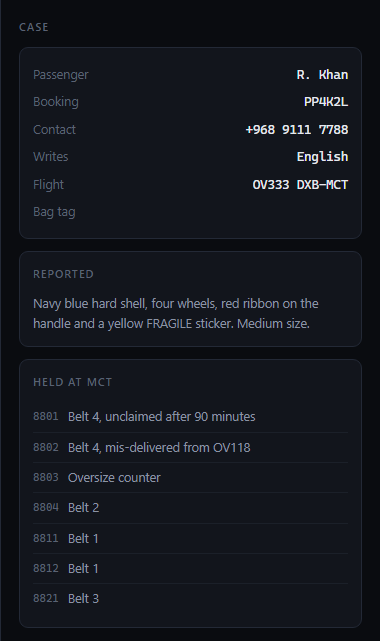 CASE
Passenger R. Khan
Booking PP4K2L
Contact +968 9111 7788
Writes English
Flight OV333 DXB–MCT
Bag tag
REPORTED
Navy blue hard shell, four wheels, red ribbon on the
handle and a yellow FRAGILE sticker. Medium size.
HELD AT MCT
8801 Belt 4, unclaimed after 90 minutes
8802 Belt 4, mis-delivered from OV118
8803 Oversize counter
8804 Belt 2
8811 Belt 1
8812 Belt 1
8821 Belt 3